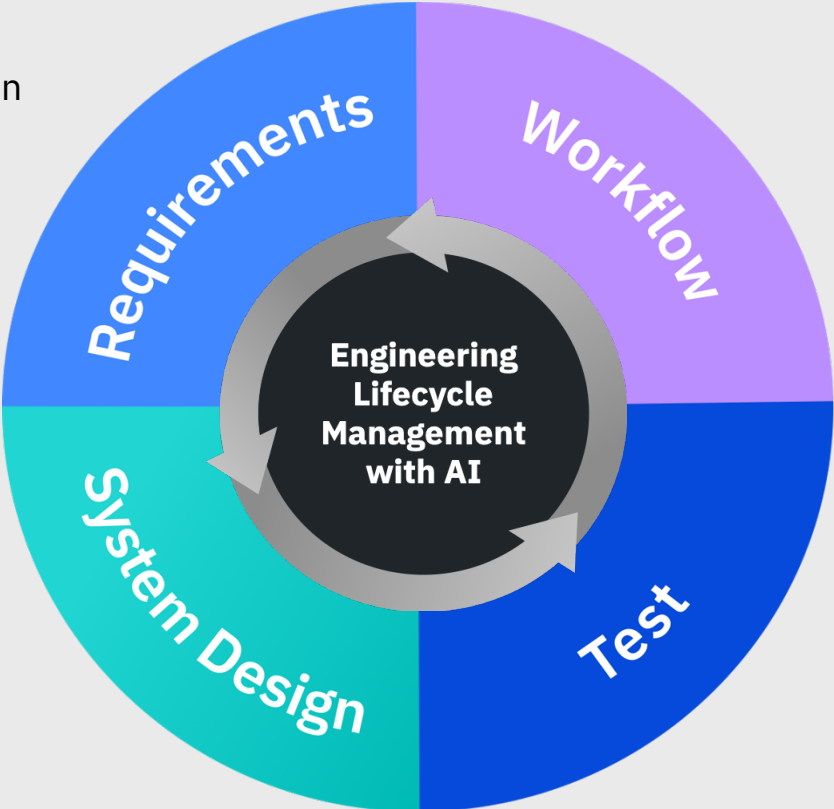 n
Requirements
Workflow
Engineering
Lifecycle
Management
with AI
System Design
Test